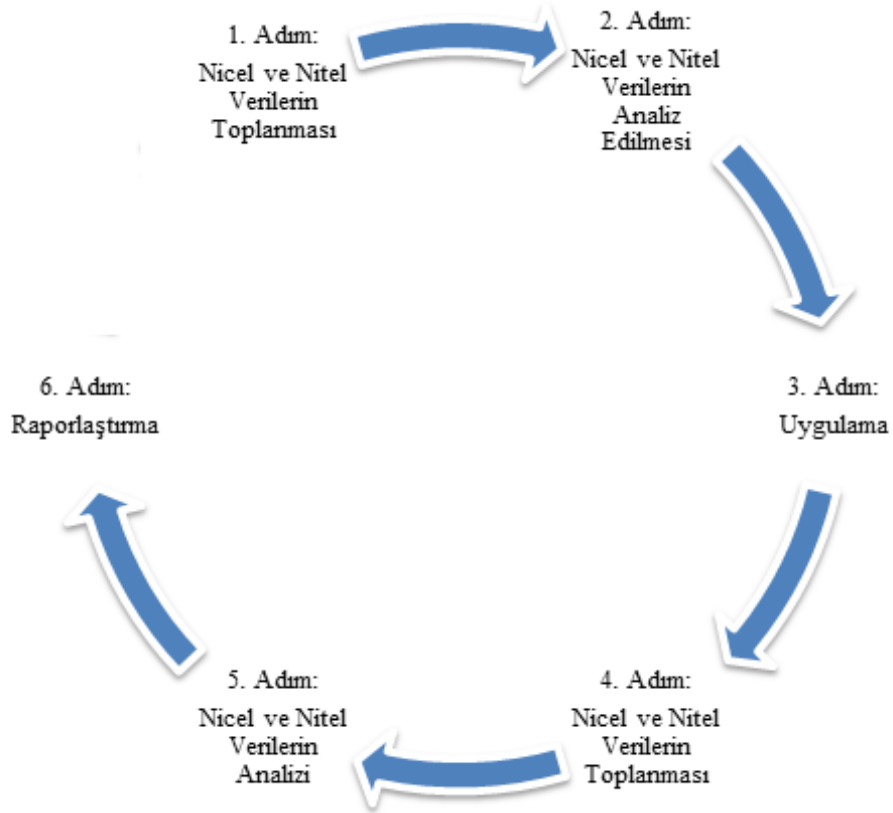 1. Adım:
Nicel ve Nitel
Verilerin
Toplanması
2. Adım:
Nicel ve Nitel
Verilerin
Analiz
Edilmesi
3. Adım:
Uygulama
4. Adım:
Nicel ve Nitel
Verilerin
Toplanması
5. Adım:
Nicel ve Nitel
Verilerin
Analizi
6. Adım:
Raporlaştırma